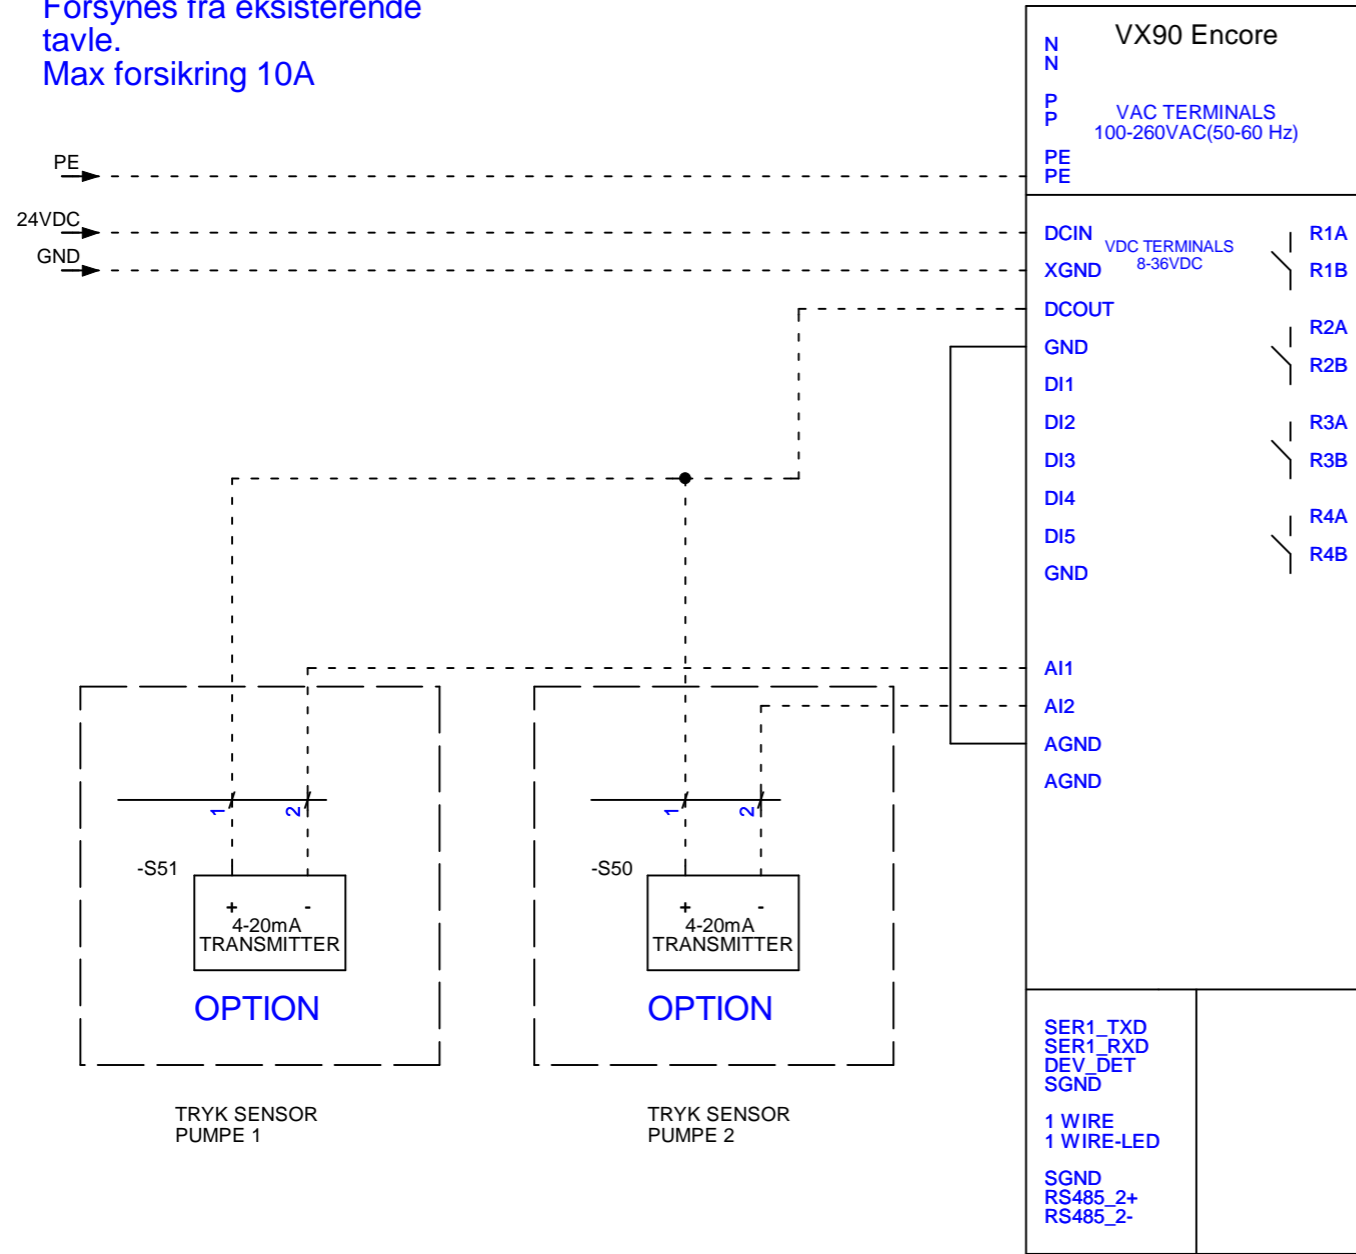 Forsynes fra eksisterende
tavle.
Max forsikring 10A
VX90 Encore
N
N
P
P
VAC TERMINALS
100-260VAC(50-60 Hz)
PE
PE
PE
24VDC
GND
DCIN
VDC TERMINALS
8-36VDC
XGND
DCOUT
GND
DI1
DI2
DI3
DI4
DI5
GND
R1A
R1B
R2A
R2B
R3A
R3B
R4A
R4B
AI1
AI2
AGND
AGND
1
2
-S51
+ -
4-20mA
TRANSMITTER
OPTION
TRYK SENSOR
PUMPE 1
1
2
-S50
+ -
4-20mA
TRANSMITTER
OPTION
TRYK SENSOR
PUMPE 2
SER1_TXD
SER1_RXD
DEV_DET
SGND
1 WIRE
1 WIRE-LED
SGND
RS485_2+
RS485_2-